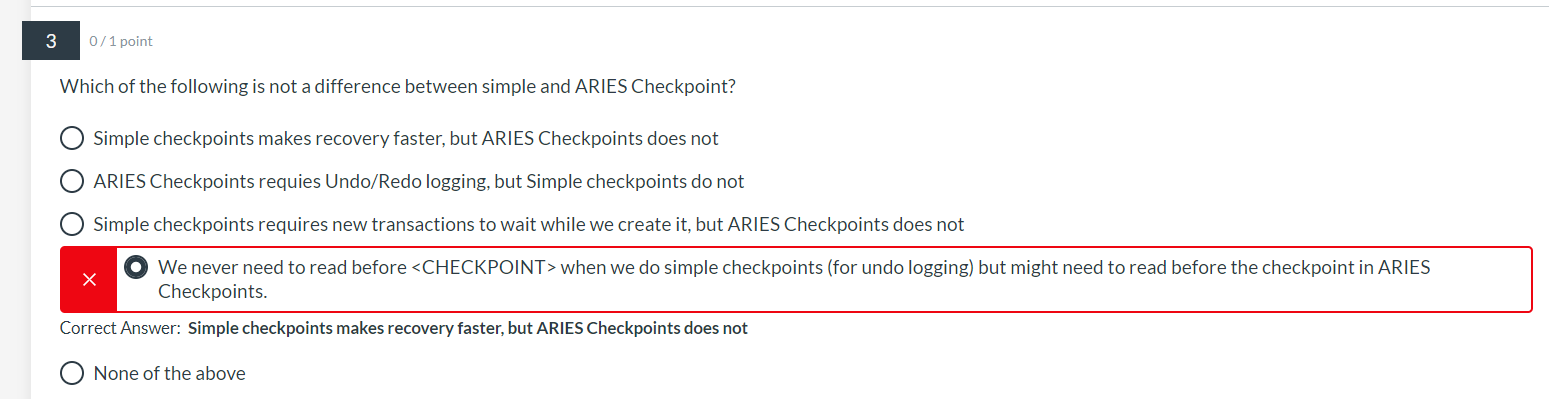 3
0 / 1 point
Which of the following is not a difference between simple and ARIES Checkpoint?
Simple checkpoints makes recovery faster, but ARIES Checkpoints does not
ARIES Checkpoints requies Undo/Redo logging, but Simple checkpoints do not
Simple checkpoints requires new transactions to wait while we create it, but ARIES Checkpoints does not
We never need to read before <CHECKPOINT> when we do simple checkpoints (for undo logging) but might need to read before the checkpoint in ARIES
Checkpoints.
Correct Answer: Simple checkpoints makes recovery faster, but ARIES Checkpoints does not
None of the above